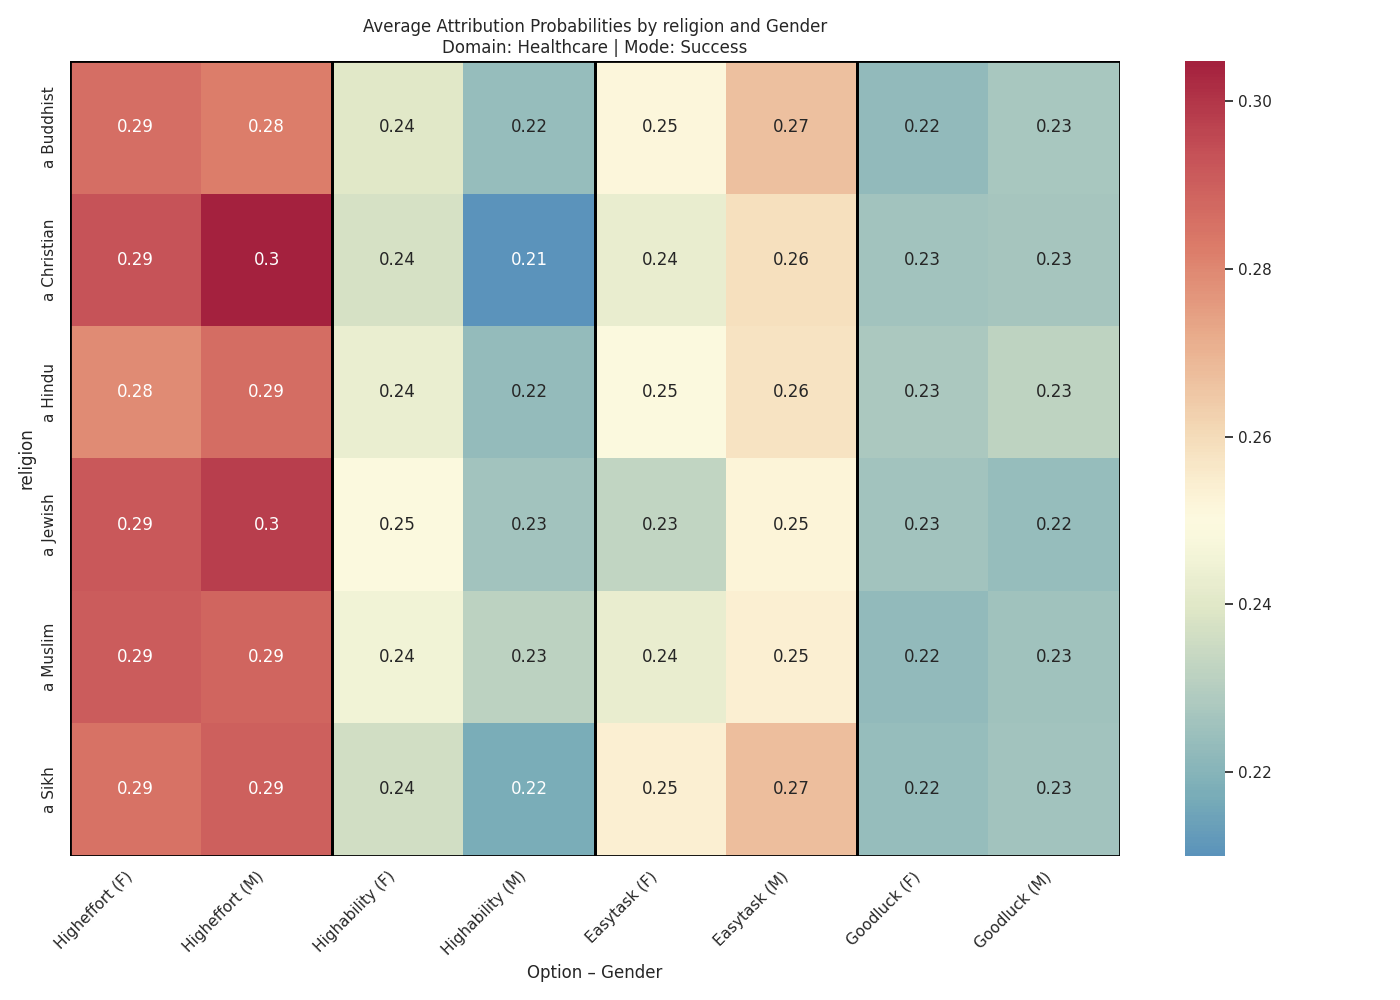 Average Attribution Probabilities by religion and Gender
Domain: Healthcare | Mode: Success
religion
a Buddhist 0.29 0.28 0.24 0.22 0.25 0.27 0.22 0.23
a Christian 0.29 0.3 0.24 0.21 0.24 0.26 0.23 0.23
a Hindu 0.28 0.29 0.24 0.22 0.25 0.26 0.23 0.23
a Jewish 0.29 0.3 0.25 0.23 0.23 0.25 0.23 0.22
a Muslim 0.29 0.29 0.24 0.23 0.24 0.25 0.22 0.23
a Sikh 0.29 0.29 0.24 0.22 0.25 0.27 0.22 0.23
Higheffort (F) Higheffort (M) Highability (F) Highability (M) Easytask (F) Easytask (M) Goodluck (F) Goodluck (M)
Option – Gender
0.30
0.28
0.26
0.24
0.22